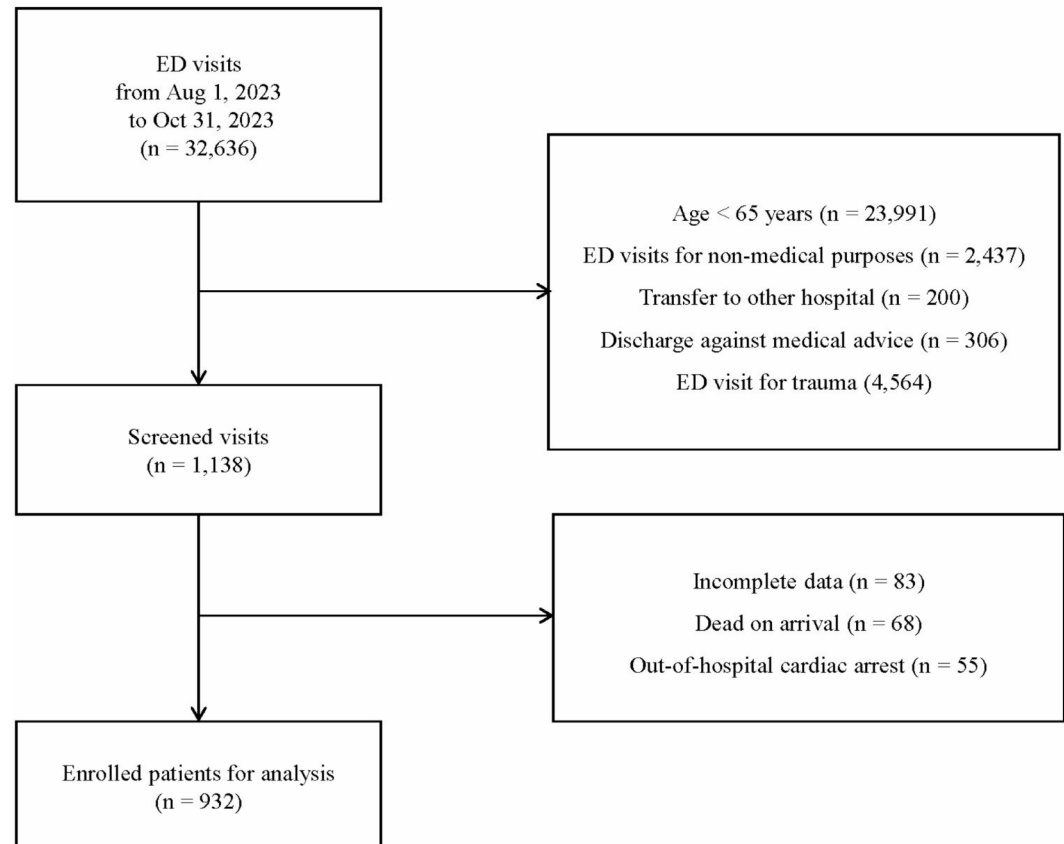 ED visits
from Aug 1, 2023
to Oct 31, 2023
(n = 32,636)
Age < 65 years (n = 23,991)
ED visits for non-medical purposes (n = 2,437)
Transfer to other hospital (n = 200)
Discharge against medical advice (n = 306)
ED visit for trauma (4,564)
Screened visits
(n = 1,138)
Incomplete data (n = 83)
Dead on arrival (n = 68)
Out-of-hospital cardiac arrest (n = 55)
Enrolled patients for analysis
(n = 932)